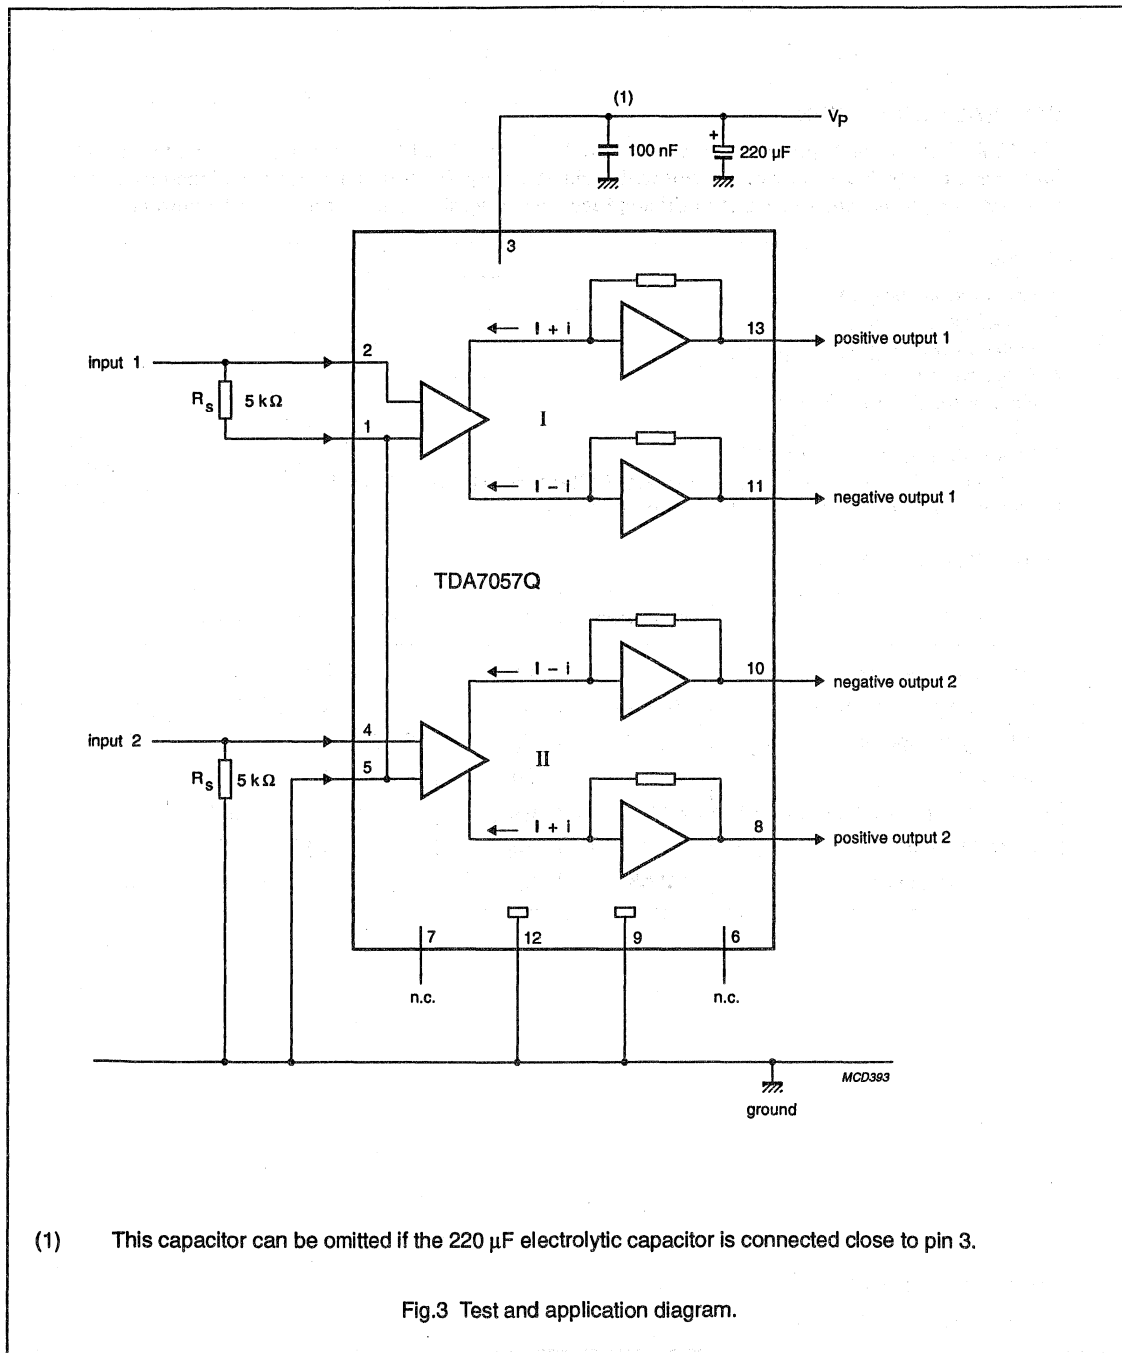 (1)
VP
100 nF
+
220 µF
3
I + i
13
positive output 1
input 1
2
Rs
5 kΩ
1
I
I – i
11
negative output 1
TDA7057Q
I – i
10
negative output 2
input 2
4
Rs
5 kΩ
5
II
I + i
8
positive output 2
7
12
9
6
n.c.
n.c.
MCD393
ground
(1) This capacitor can be omitted if the 220 µF electrolytic capacitor is connected close to pin 3.
Fig.3 Test and application diagram.